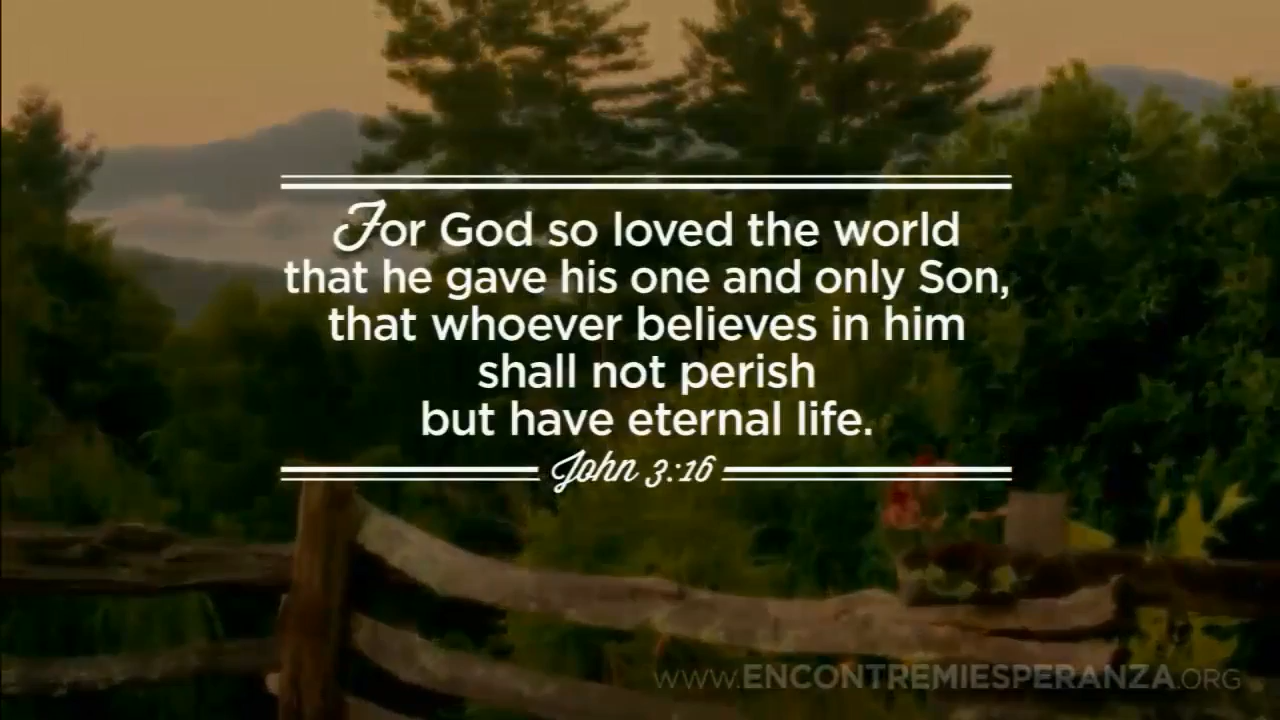 For God so loved the world
that he gave his one and only Son,
that whoever believes in him
shall not perish
but have eternal life.
John 3:16
WWW.ENCONTREMIESPERANZA.ORG